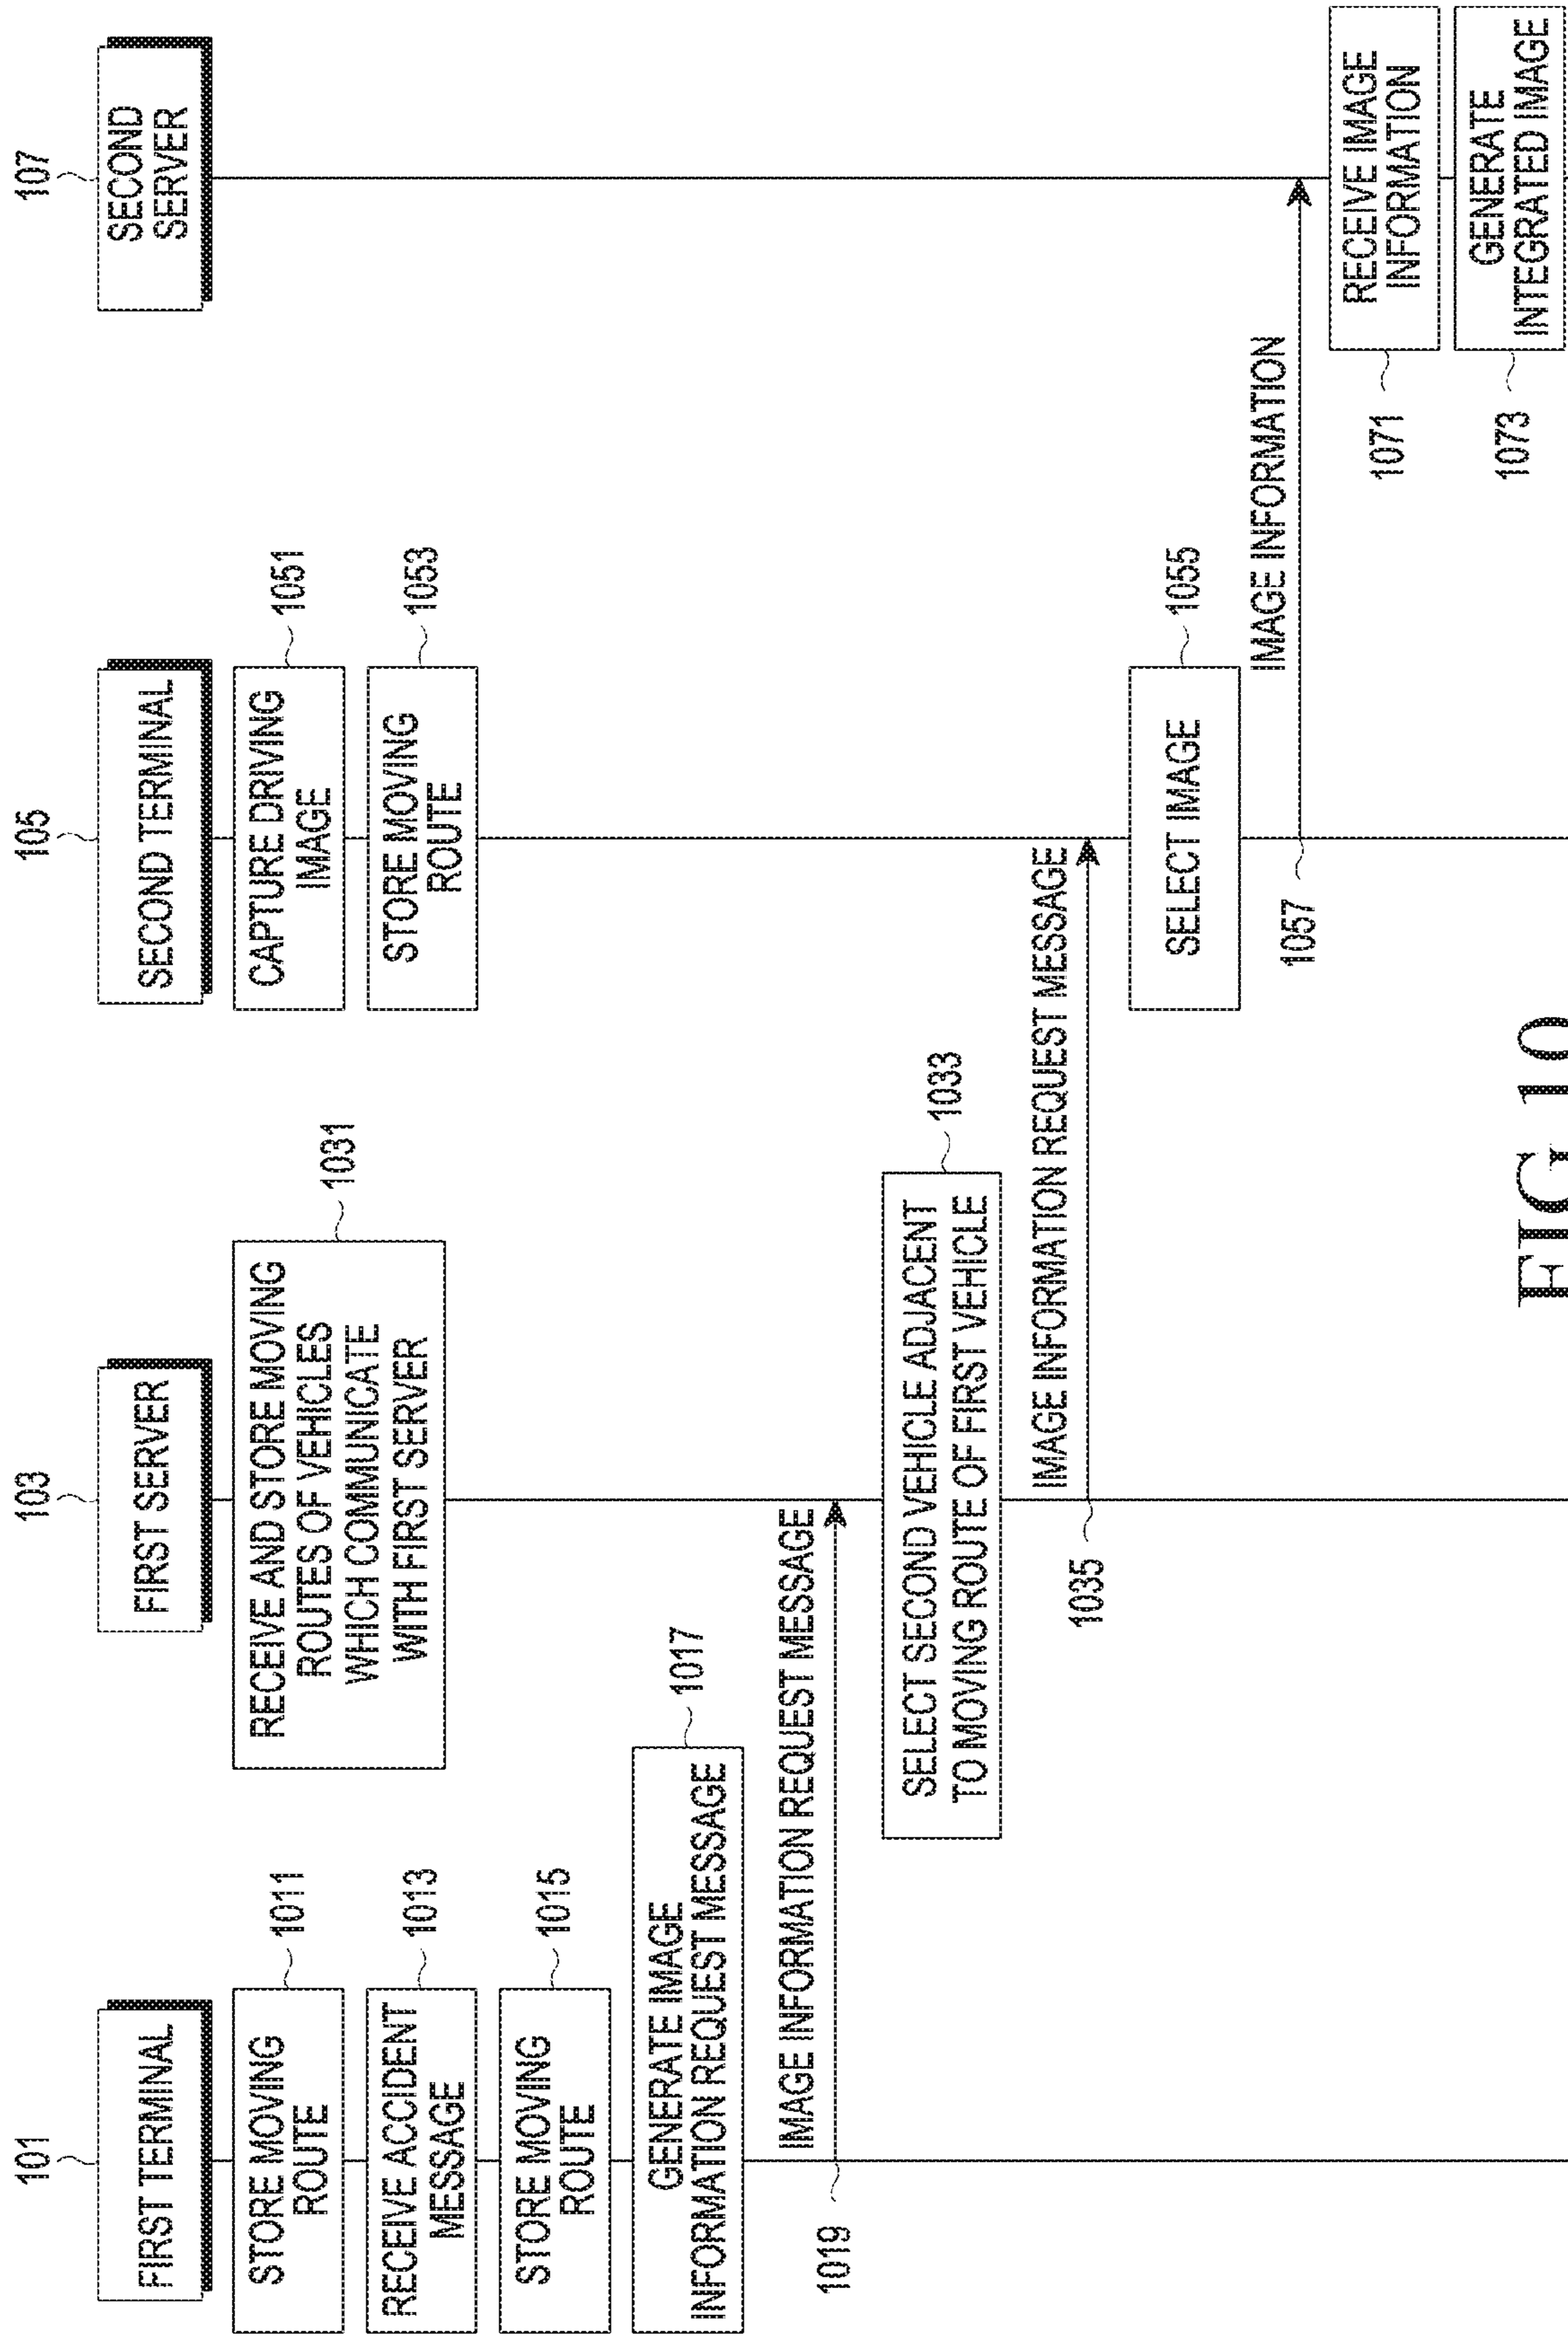 101
FIRST TERMINAL
103
FIRST SERVER
105
SECOND TERMINAL
107
SECOND
SERVER
STORE MOVING
ROUTE
1011
RECEIVE AND STORE MOVING
ROUTES OF VEHICLES
WHICH COMMUNICATE
WITH FIRST SERVER
1031
CAPTURE DRIVING
IMAGE
1051
RECEIVE ACCIDENT
MESSAGE
1013
STORE MOVING
ROUTE
1053
STORE MOVING
ROUTE
1015
GENERATE IMAGE
INFORMATION REQUEST MESSAGE
1017
IMAGE INFORMATION REQUEST MESSAGE
1019
SELECT SECOND VEHICLE ADJACENT
TO MOVING ROUTE OF FIRST VEHICLE
1033
IMAGE INFORMATION REQUEST MESSAGE
1035
SELECT IMAGE
1055
IMAGE INFORMATION
1057
RECEIVE IMAGE
INFORMATION
1071
GENERATE
INTEGRATED IMAGE
1073
FIG.10